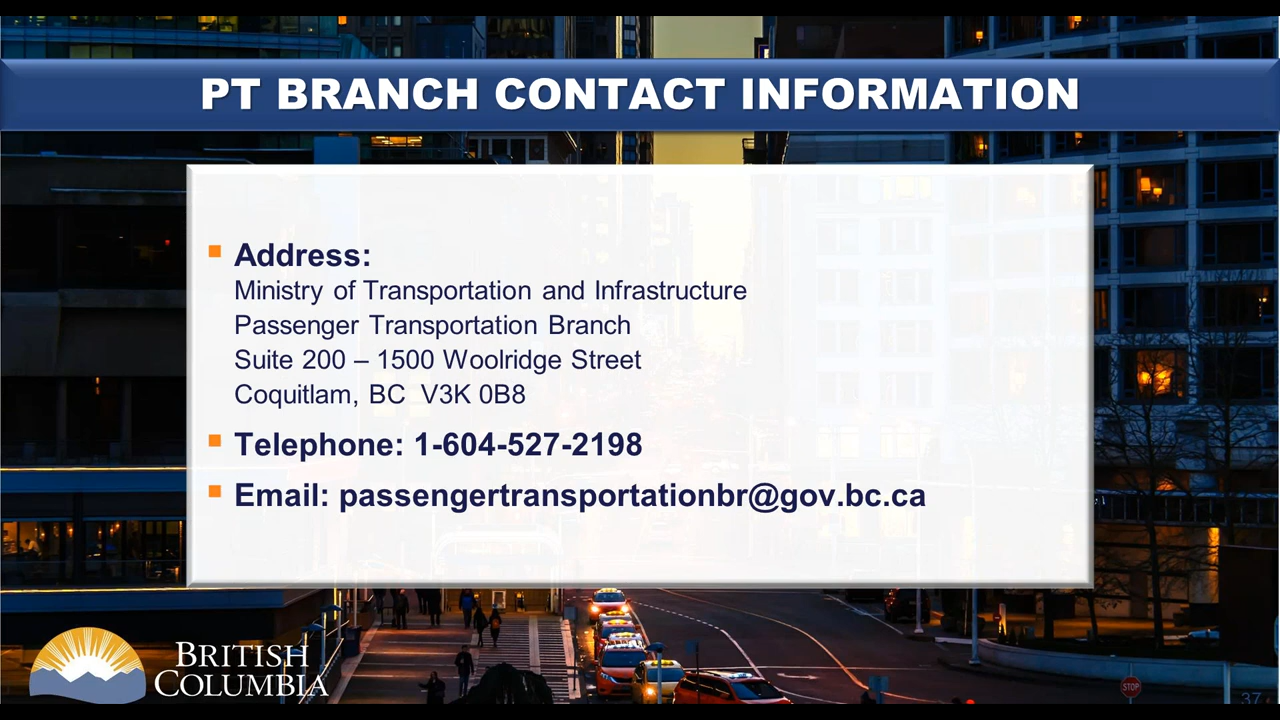 PT BRANCH CONTACT INFORMATION
Address:
Ministry of Transportation and Infrastructure
Passenger Transportation Branch
Suite 200 – 1500 Woolridge Street
Coquitlam, BC  V3K 0B8
Telephone: 1-604-527-2198
Email: passengertransportationbr@gov.bc.ca
BRITISH
COLUMBIA
STOP
37